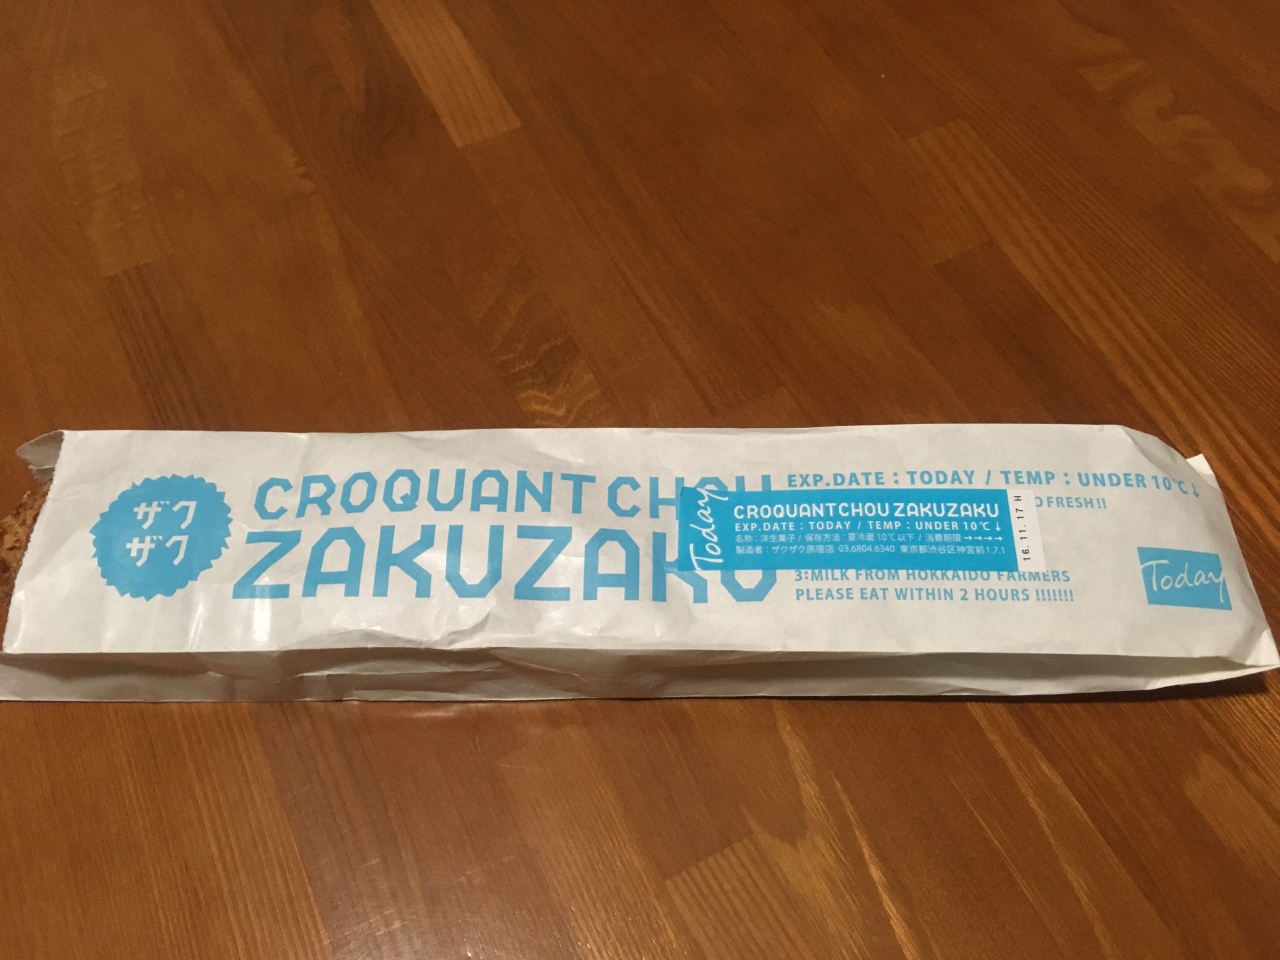 ザク
ザク
CROQUANT CHOU
ZAKUZAKU
EXP.DATE : TODAY / TEMP : UNDER 10℃↓
O FRESH!!
3:MILK FROM HOKKAIDO FARMERS
PLEASE EAT WITHIN 2 HOURS !!!!!!!
Today
CROQUANTCHOU ZAKUZAKU
EXP.DATE : TODAY / TEMP : UNDER 10℃↓
名称：洋生菓子 / 保存方法：要冷蔵 10℃以下 / 消費期限 →→→→↓
製造者：ザクザク原宿店 03.6804.6340 東京都渋谷区神宮前1.7.1
16.11.17 H
Today